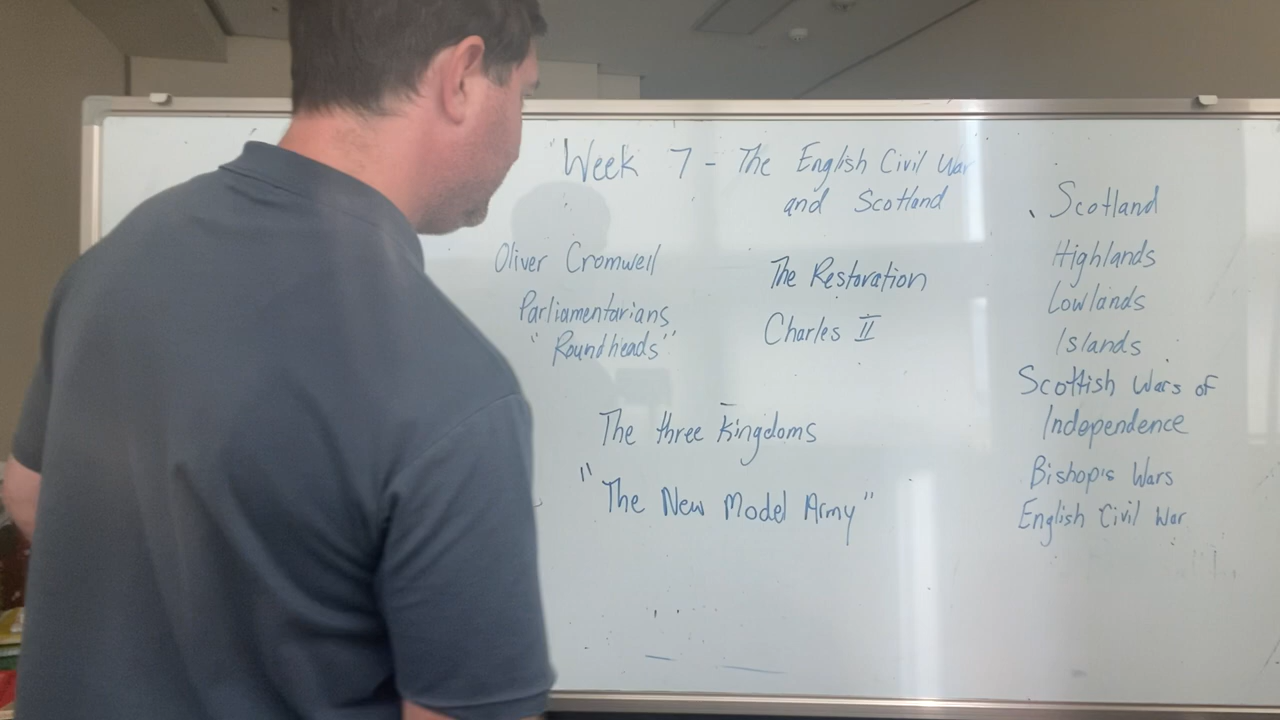 "Week 7 - The English Civil War
and Scotland
Oliver Cromwell
Parliamentarians
"Roundheads"
The Restoration
Charles II
The three Kingdoms
"The New Model Army"
Scotland
Highlands
Lowlands
Islands
Scottish Wars of
Independence
Bishop's Wars
English Civil War